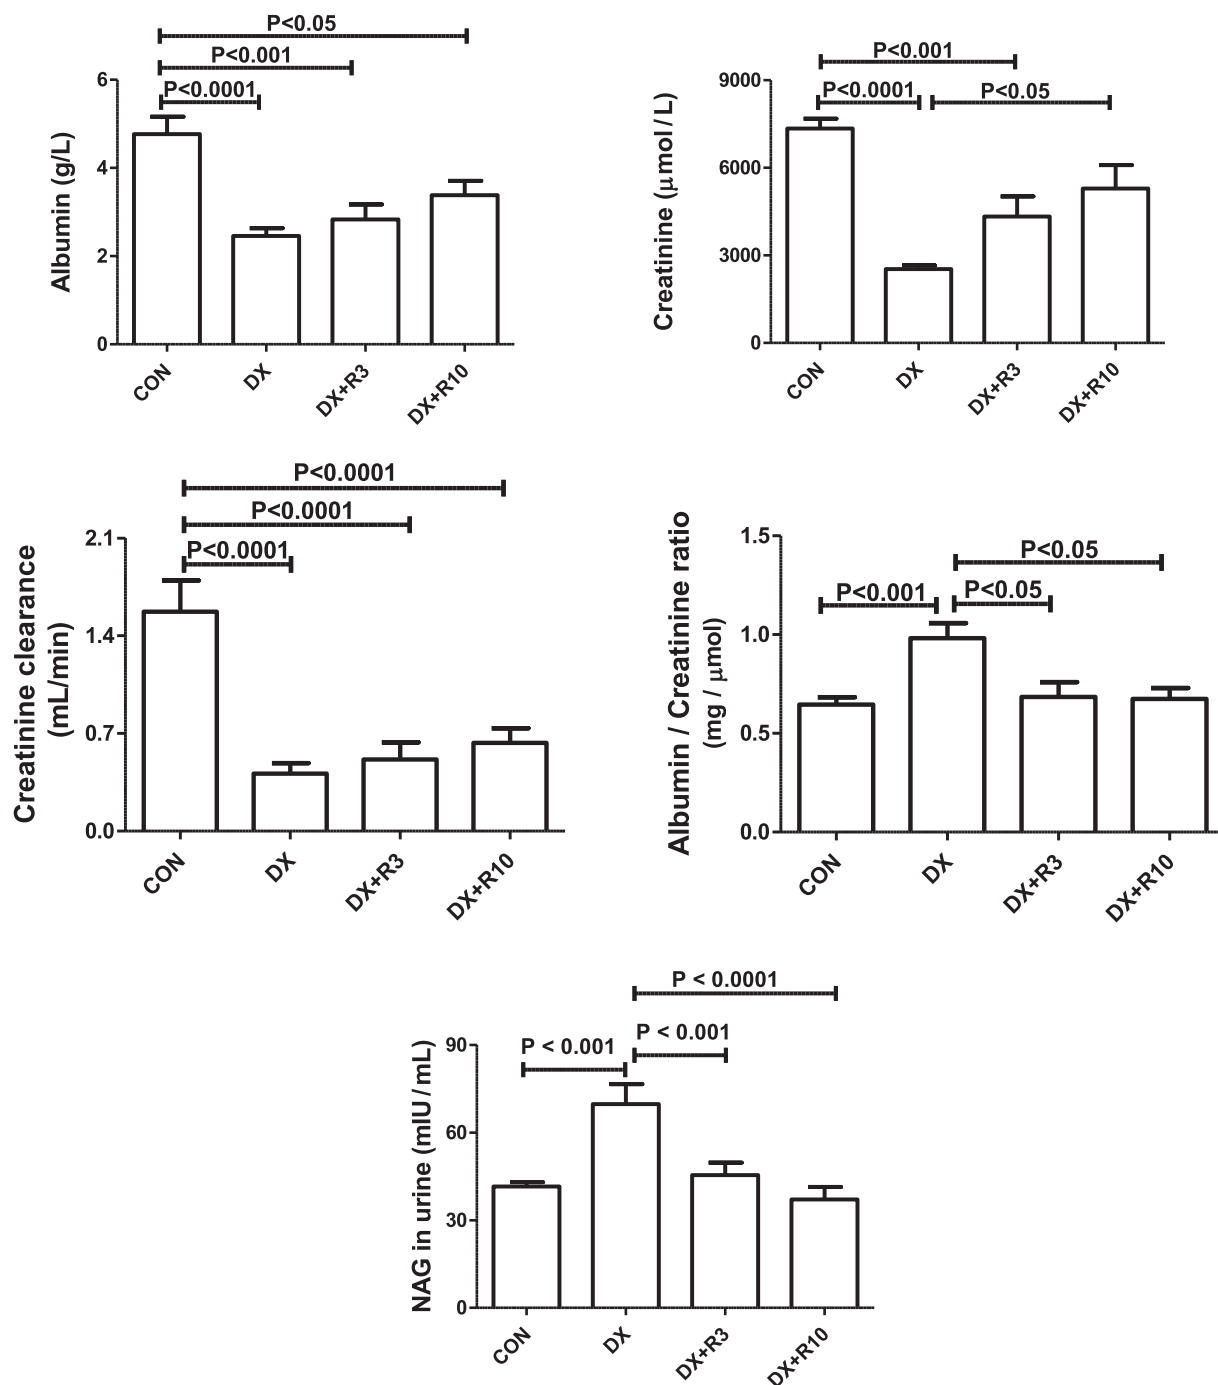 P<0.05
P<0.001
P<0.0001
Albumin (g/L)
6
4
2
0
CON
DX
DX+R3
DX+R10
P<0.001
P<0.0001
P<0.05
Creatinine (μmol / L)
9000
6000
3000
0
CON
DX
DX+R3
DX+R10
P<0.0001
P<0.0001
P<0.0001
Creatinine clearance
(mL/min)
2.1
1.4
0.7
0.0
CON
DX
DX+R3
DX+R10
P<0.05
P<0.001
P<0.05
Albumin / Creatinine ratio
(mg / μmol)
1.5
1.0
0.5
0.0
CON
DX
DX+R3
DX+R10
P < 0.0001
P < 0.001
P < 0.001
NAG in urine (mIU / mL)
90
60
30
0
CON
DX
DX+R3
DX+R10